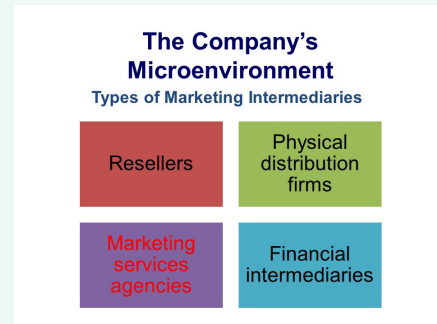 The Company’s
Microenvironment
Types of Marketing Intermediaries
Resellers
Physical
distribution
firms
Marketing
services
agencies
Financial
intermediaries